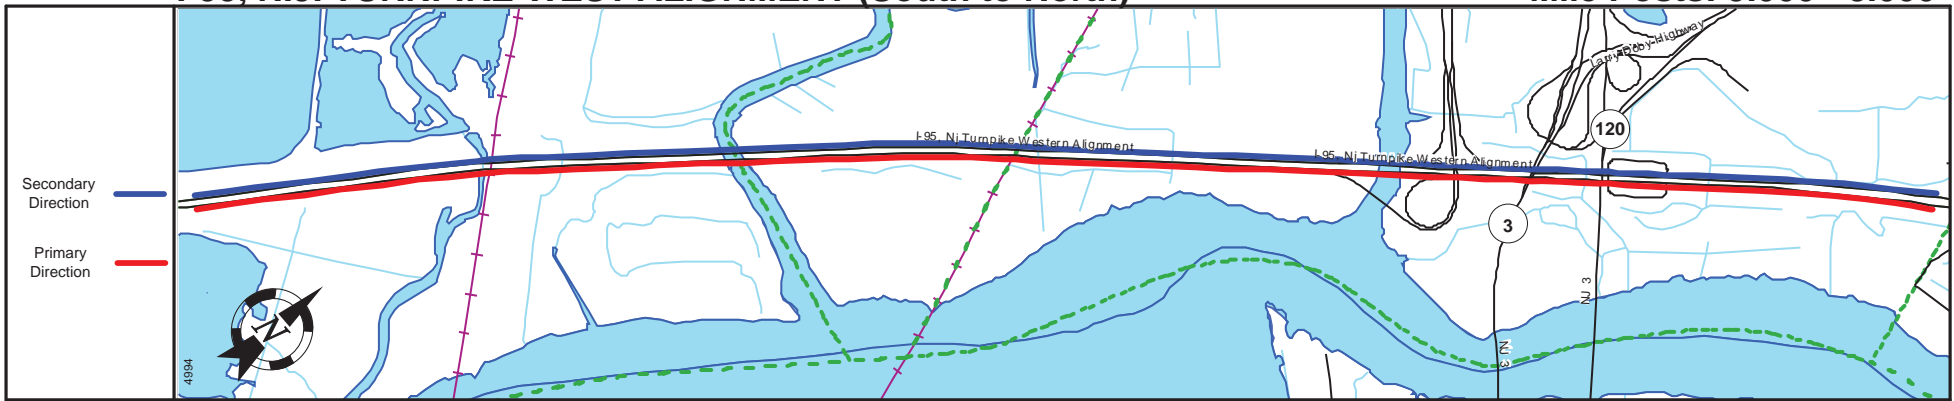 Secondary
Direction
Primary
Direction
I-95, Nj Turnpike Western Alignment
I-95, Nj Turnpike Western Alignment
Larry Doby Highway
120
3
NJ 3
NJ 3
N
4994